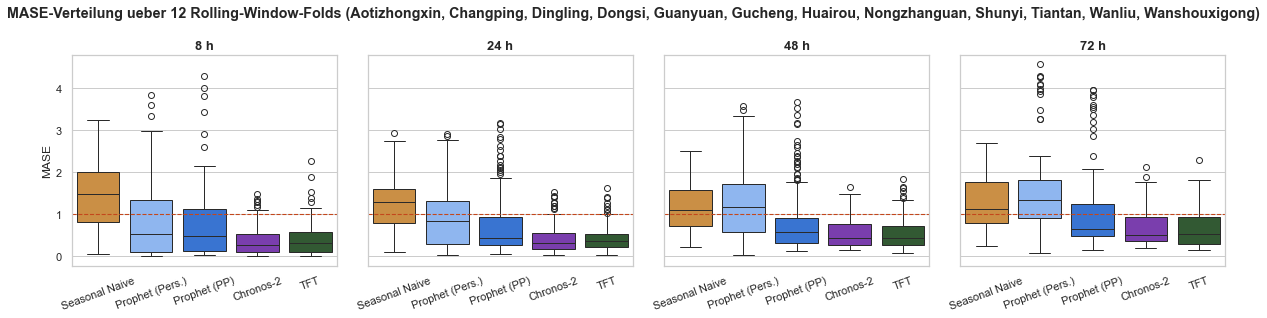 MASE-Verteilung ueber 12 Rolling-Window-Folds (Aotizhongxin, Changping, Dingling, Dongsi, Guanyuan, Gucheng, Huairou, Nongzhanguan, Shunyi, Tiantan, Wanliu, Wanshouxigong)
8 h
24 h
48 h
72 h
MASE
4
3
2
1
0
Seasonal Naive
Prophet (Pers.)
Prophet (PP)
Chronos-2
TFT
Seasonal Naive
Prophet (Pers.)
Prophet (PP)
Chronos-2
TFT
Seasonal Naive
Prophet (Pers.)
Prophet (PP)
Chronos-2
TFT
Seasonal Naive
Prophet (Pers.)
Prophet (PP)
Chronos-2
TFT